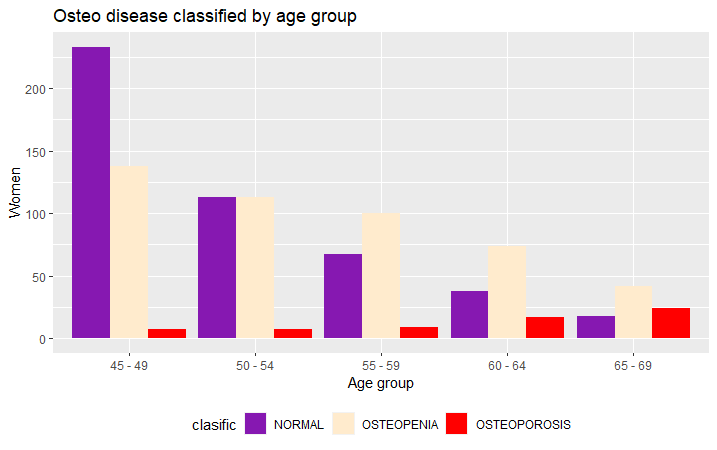 Osteo disease classified by age group
Women
200
150
100
50
0
45 - 49 50 - 54 55 - 59 60 - 64 65 - 69
Age group
clasific NORMAL OSTEOPENIA OSTEOPOROSIS